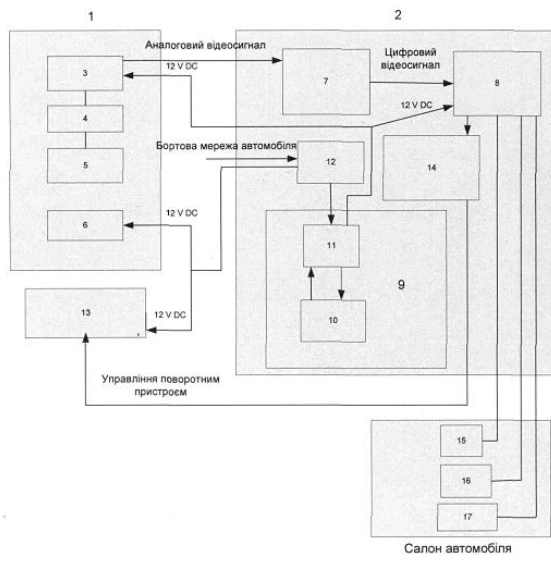 1
2
Аналоговий відеосигнал
12 V DC
3
7
Цифровий
відеосигнал
8
12 V DC
4
Бортова мережа автомобіля
5
12
14
12 V DC
6
11
9
13
12 V DC
10
Управління поворотним
пристроєм
15
16
17
Салон автомобіля